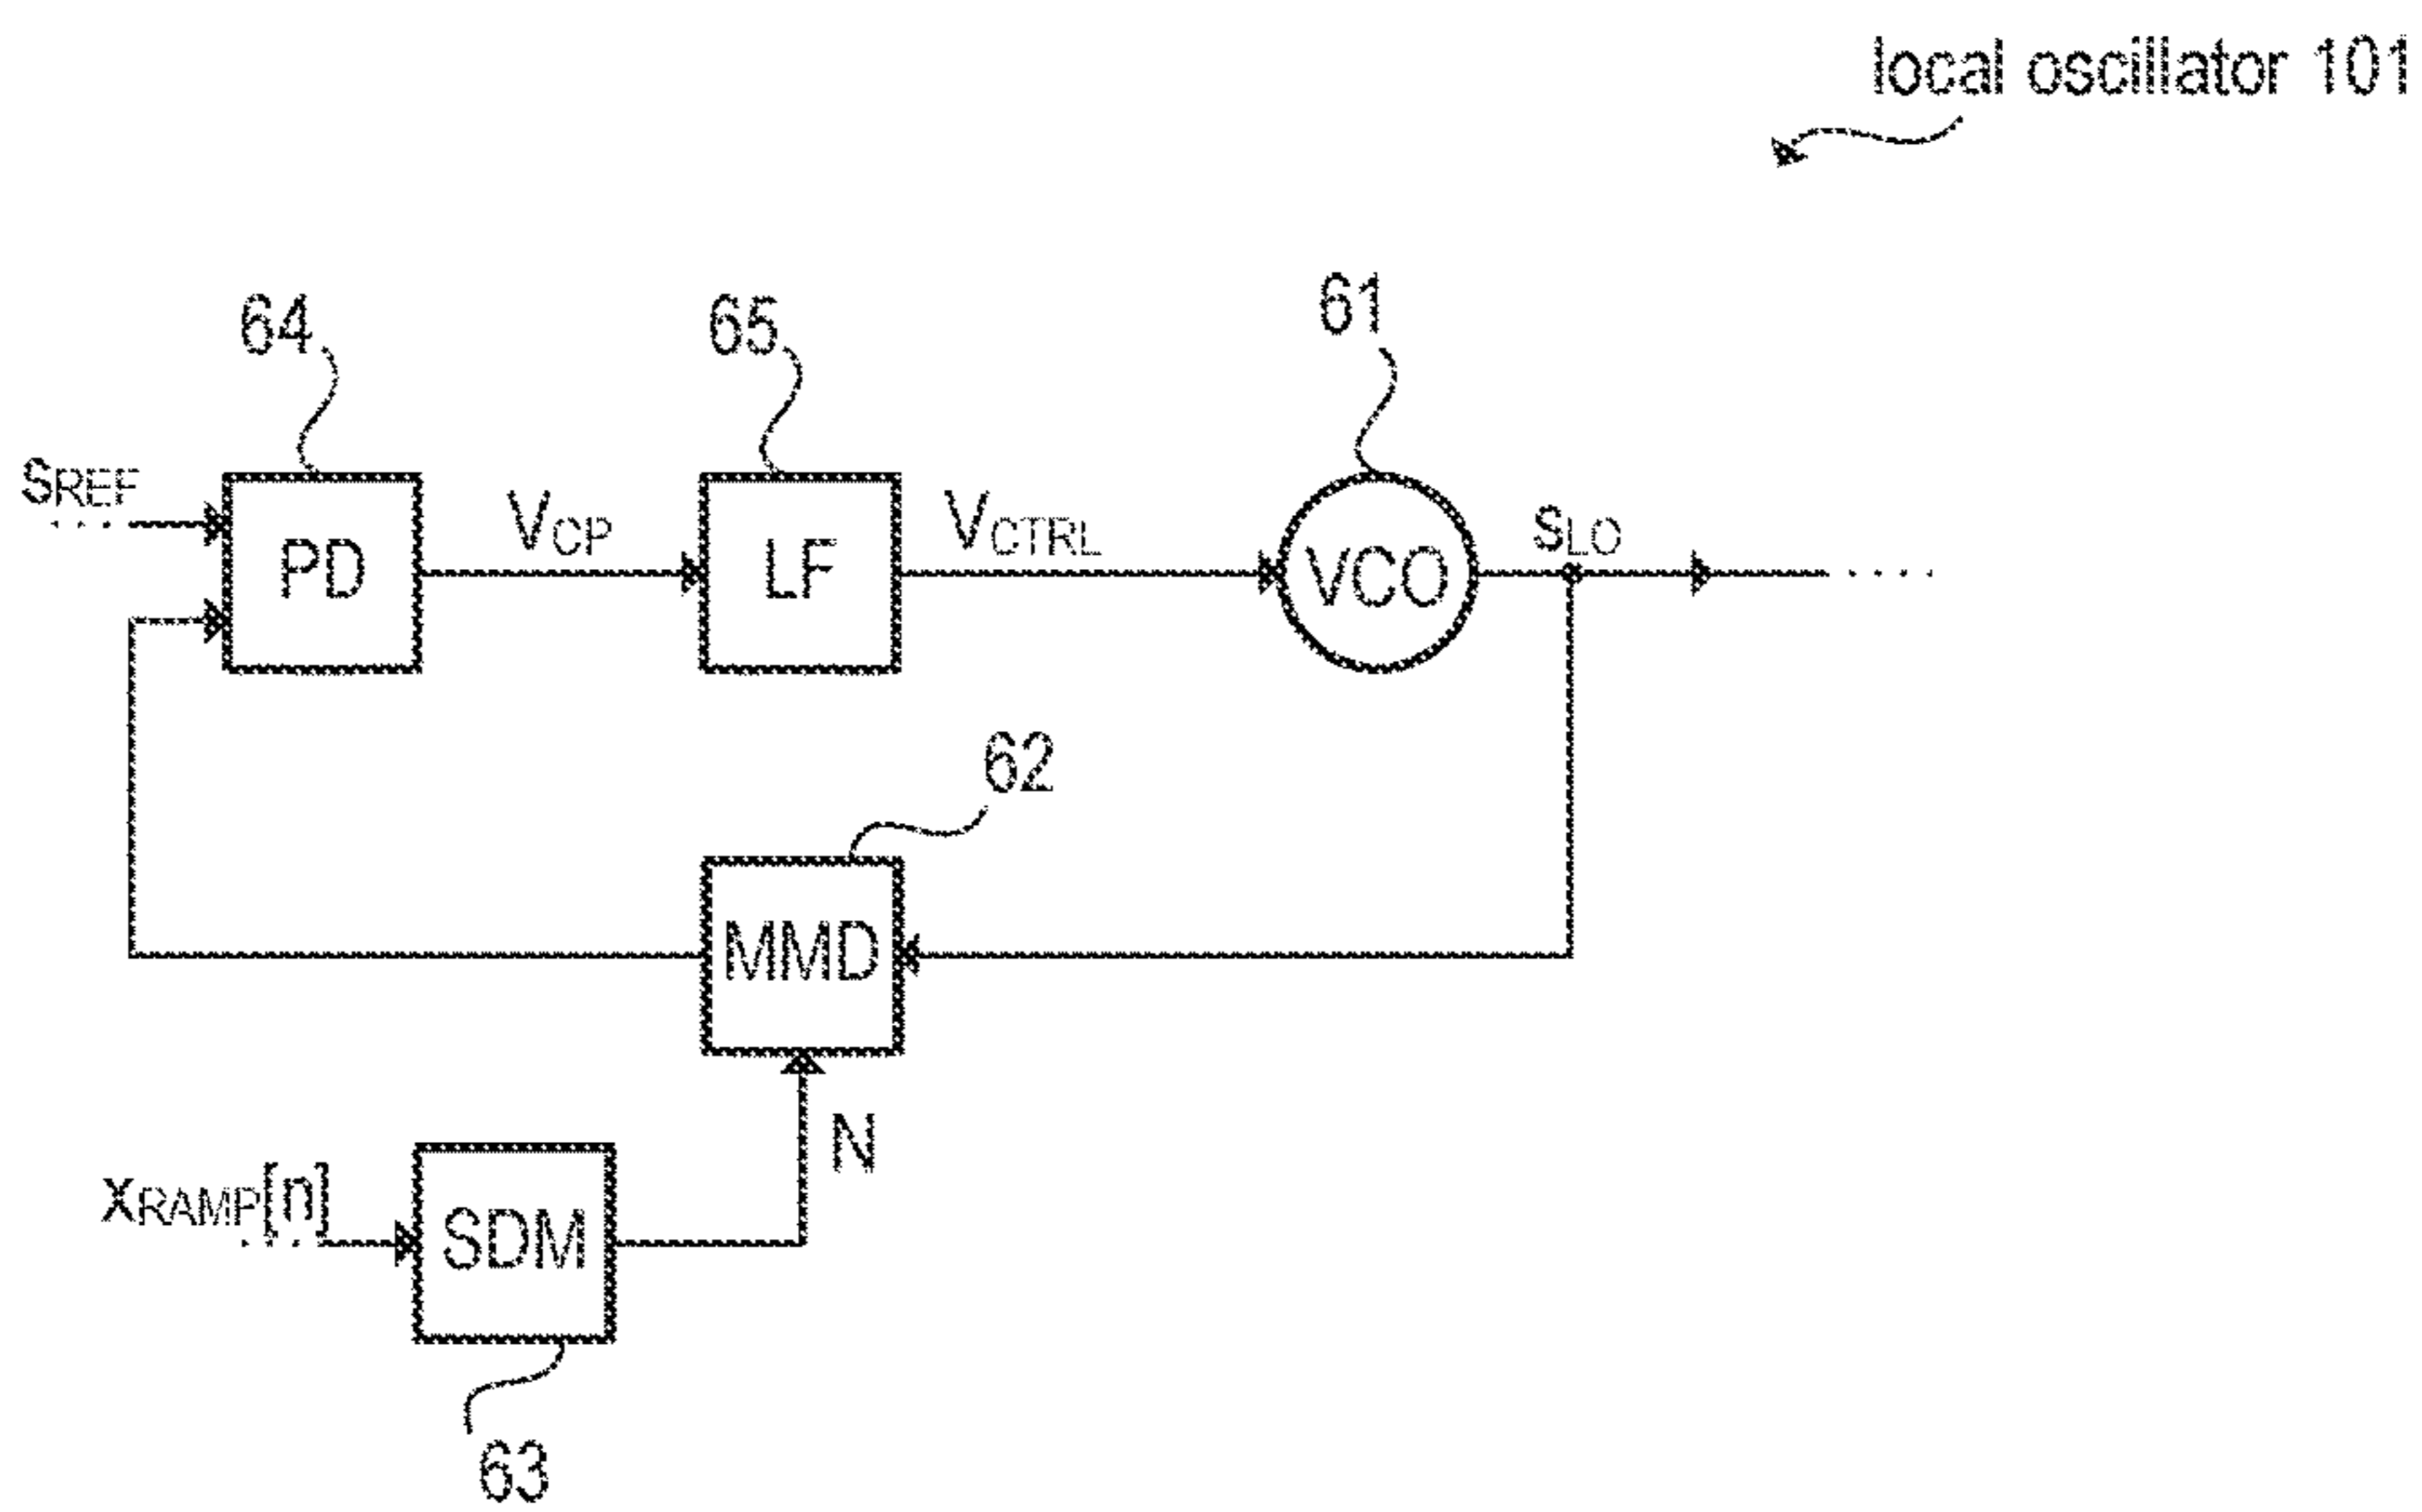 local oscillator 101
64
65
61
SREF
PD
VCP
LF
VCTRL
VCO
SLO
62
MMD
N
XRAMP[n]
SDM
63